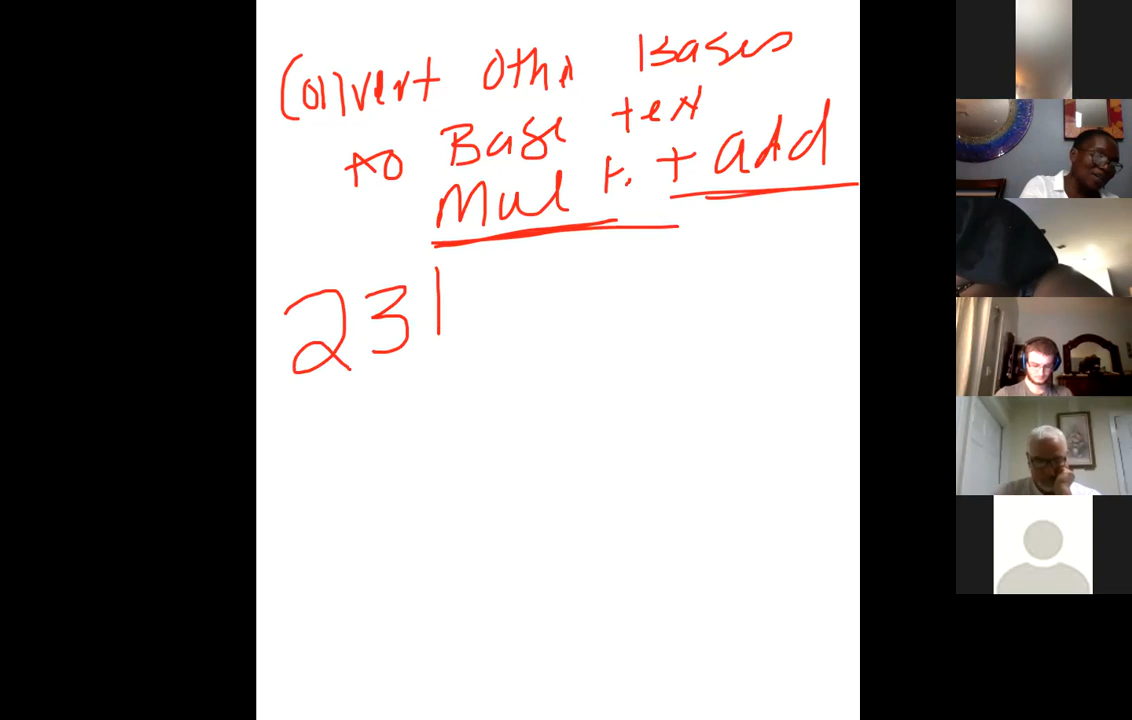 Convert Other Bases
to Base ten
Mult. + add
231